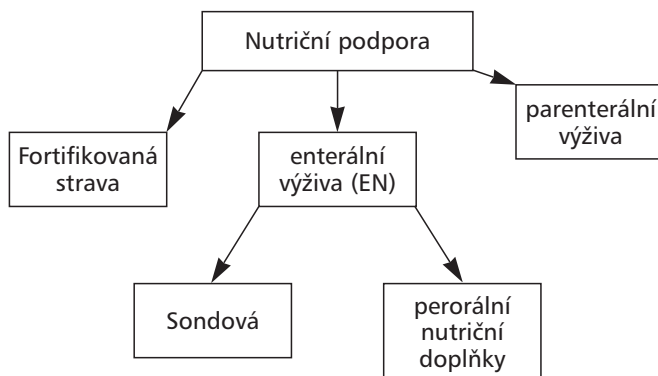 Nutriční podpora
parenterální
výživa
Fortifikovaná
strava
enterální
výživa (EN)
Sondová
perorální
nutriční
doplňky